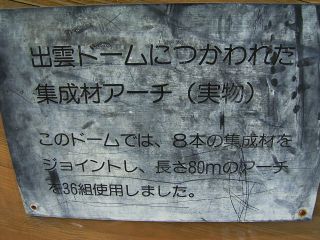 出雲ドームにつかわれた
集成材アーチ（実物）
このドームでは、８本の集成材を
ジョイントし、長さ80mのアーチ
を36組使用しました。